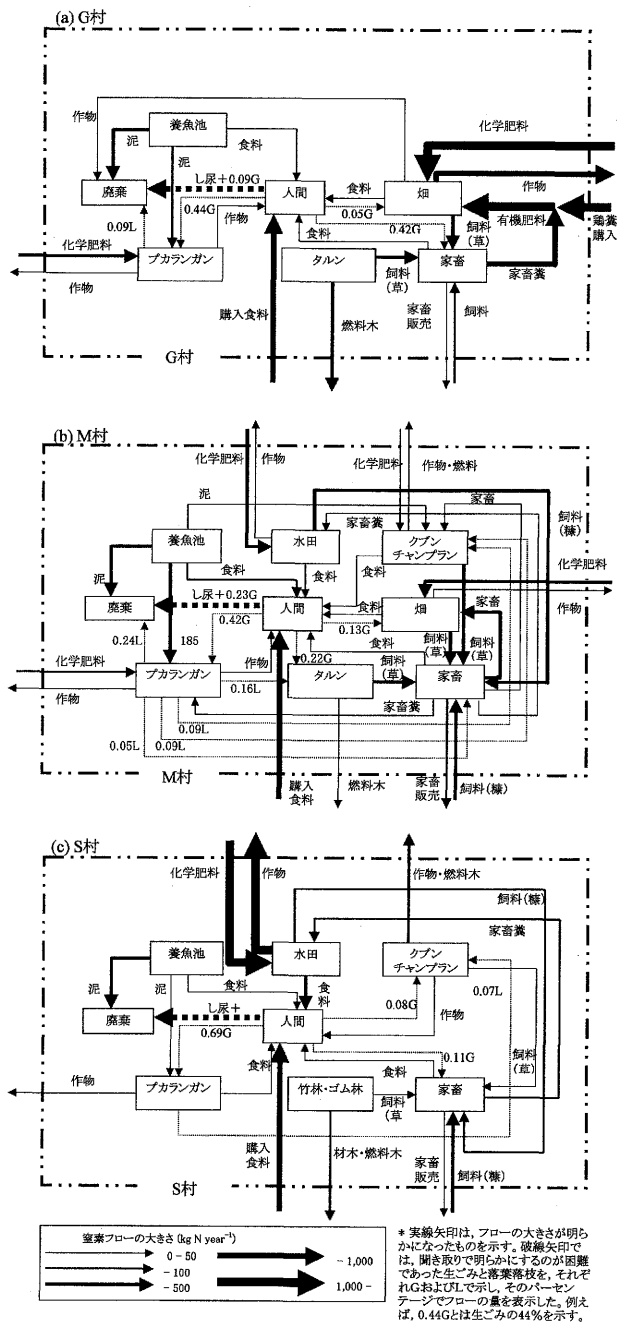 (a) G村
養魚池
作物
泥
泥
食料
化学肥料
作物
廃棄
し尿+0.09G
人間
食料
畑
0.05G
0.44G
作物
0.09L
0.42G
食料
飼料
(草)
有機肥料
鶏糞
購入
化学肥料
プカランガン
作物
タルン
飼料
(草)
家畜
家畜糞
購入食料
燃料木
家畜
販売
飼料
G村
(b) M村
化学肥料
作物
化学肥料
作物・燃料
泥
家畜糞
家畜
飼料
(糠)
養魚池
水田
クブン
チャンプラン
泥
食料
食料
食料
化学肥料
作物
廃棄
し尿+0.23G
人間
食料
畑
家畜
0.42G
0.13G
0.24L
185
作物
0.22G
食料
飼料
(草)
飼料
(草)
飼料
(草)
化学肥料
プカランガン
0.16L
タルン
家畜
作物
家畜糞
0.09L
0.05L
0.09L
購入
食料
燃料木
家畜
販売
飼料(糠)
M村
(c) S村
化学肥料
作物
作物・燃料木
飼料(糠)
家畜糞
養魚池
水田
クブン
チャンプラン
泥
泥
食料
食料
0.07L
廃棄
し尿+
人間
0.08G
作物
0.69G
0.11G
食料
食料
飼料
(草)
作物
プカランガン
竹林・ゴム林
飼料
(草
家畜
購入
食料
材木・燃料木
家畜
販売
飼料(糠)
S村
窒素フローの大きさ (kg N year⁻¹)
0 - 50
- 100
- 500
- 1,000
1,000 -
* 実線矢印は，フローの大きさが明ら
かになったものを示す。破線矢印で
は，聞き取りで明らかにするのが困難
であった生ごみと落葉落枝を，それぞ
れGおよびLで示し，そのパーセン
テージでフローの量を表示した。例え
ば，0.44Gとは生ごみの44%を示す。